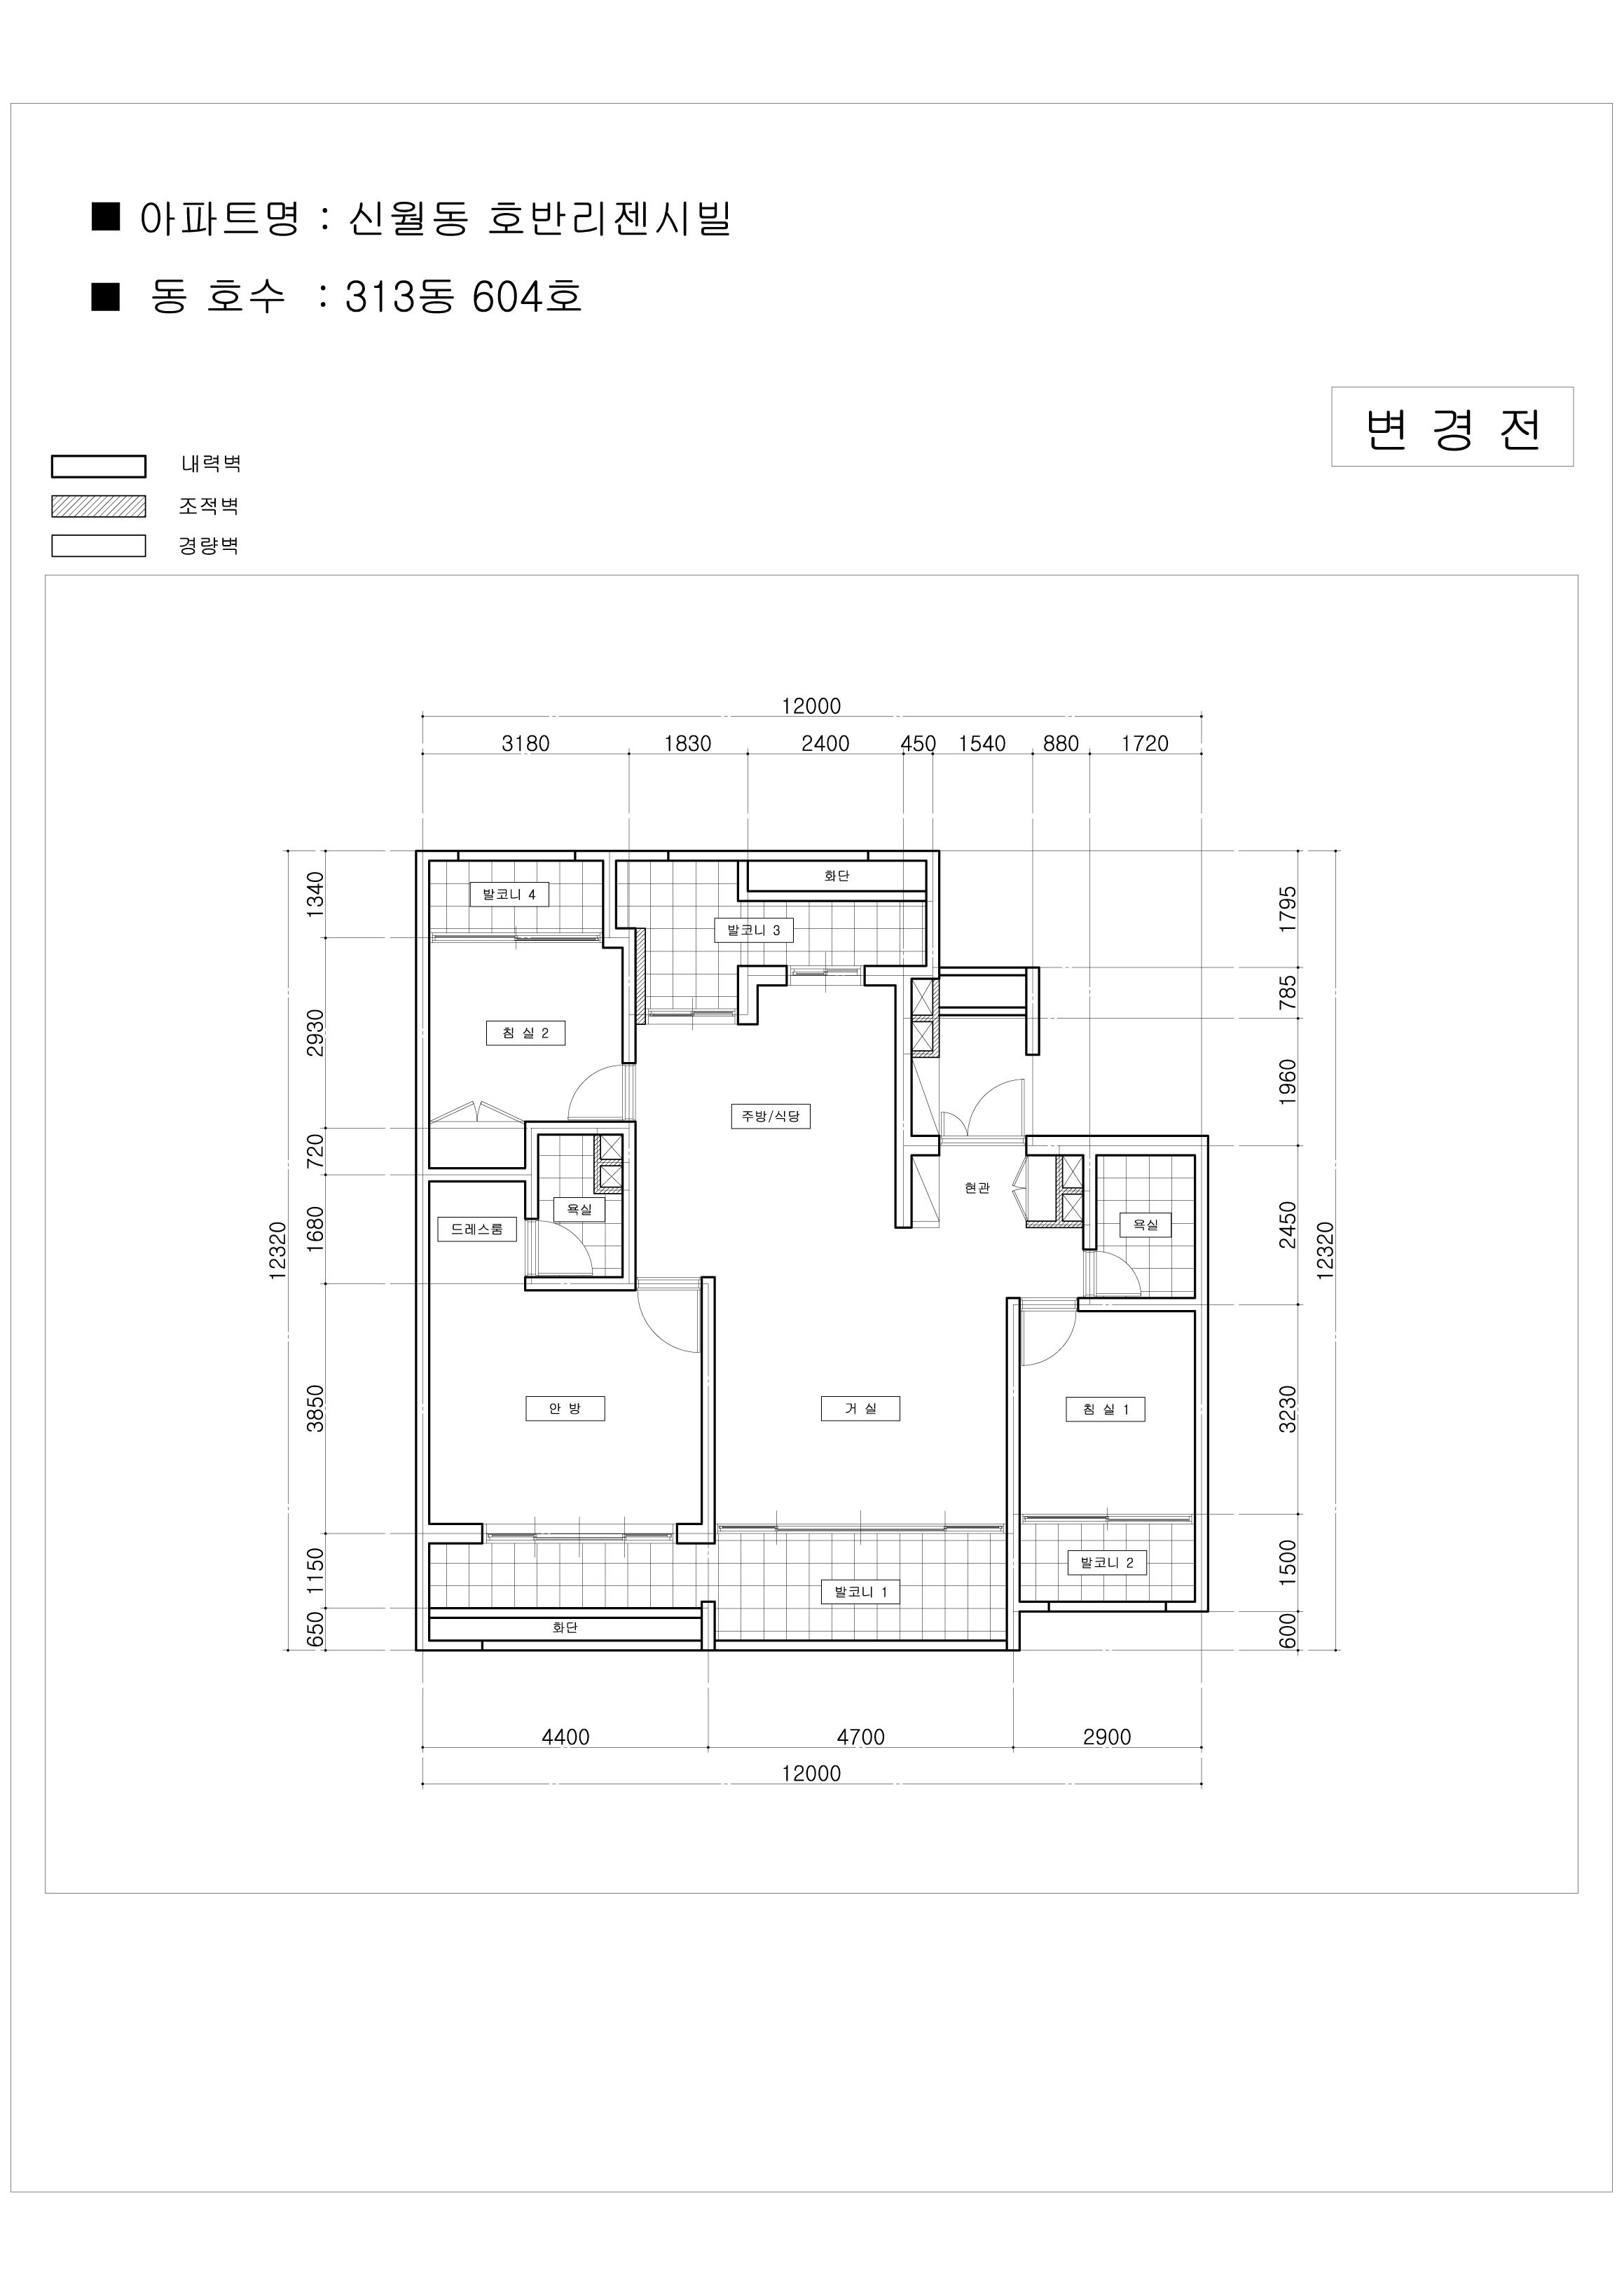 ■ 아파트명 : 신월동 호반리젠시빌
■ 동 호수 : 313동 604호
변 경 전
내력벽
조적벽
경량벽
12000
3180 1830 2400 450 1540 880 1720
1340
2930
720
1680
3850
1150
650
12320
발코니 4
화단
발코니 3
침 실 2
주방/식당
현관
욕실
욕실
드레스룸
안 방
거 실
침 실 1
발코니 2
발코니 1
화단
1795
785
1960
2450
3230
1500
600
12320
4400 4700 2900
12000